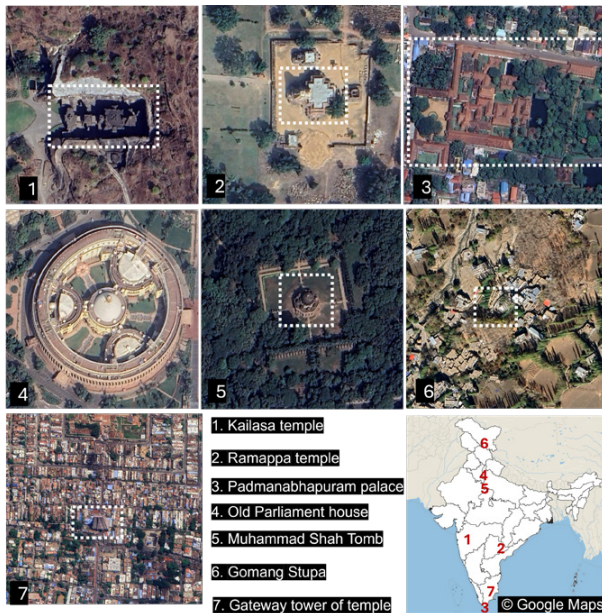 1
2
3
4
5
6
7
1. Kailasa temple
2. Ramappa temple
3. Padmanabhapuram palace
4. Old Parliament house
5. Muhammad Shah Tomb
6. Gomang Stupa
7. Gateway tower of temple
6
4
5
1
2
7
3
© Google Maps